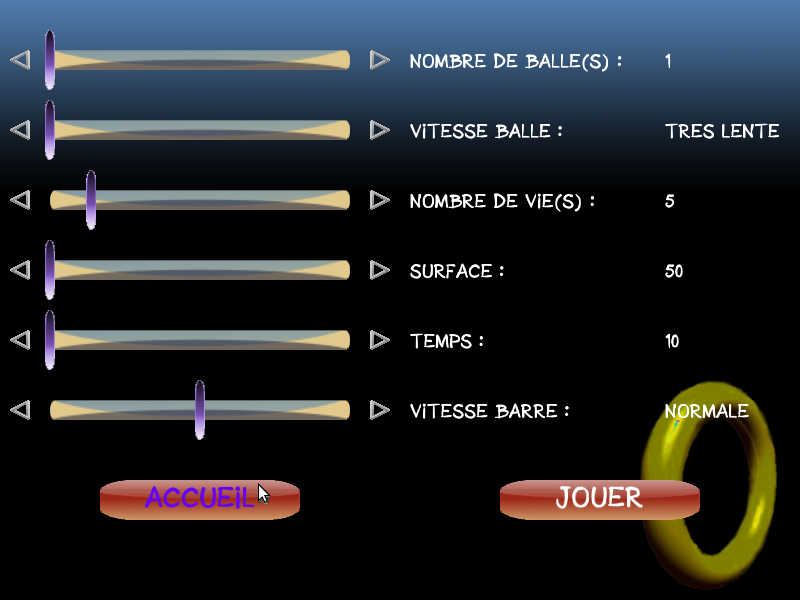 NOMBRE DE BALLE(S) : 1
VITESSE BALLE : TRES LENTE
NOMBRE DE VIE(S) : 5
SURFACE : 50
TEMPS : 10
VITESSE BARRE : NORMALE
ACCUEIL JOUER